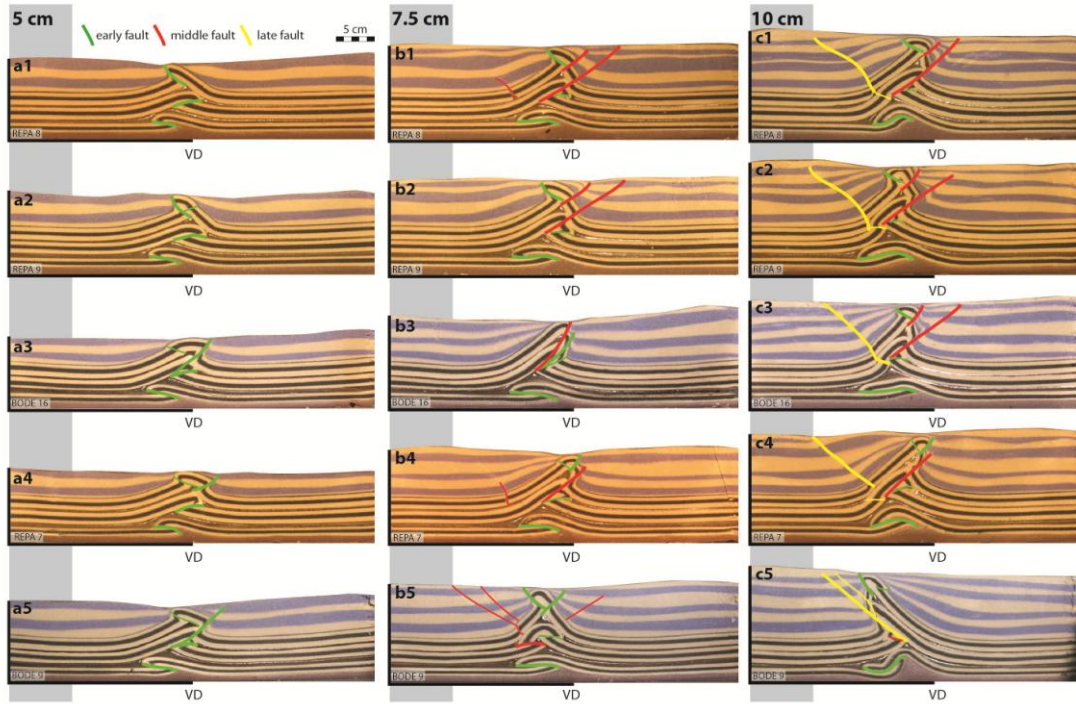 5 cm
7.5 cm
10 cm
early fault middle fault late fault
5 cm
a1
REPA 8
VD
b1
REPA 8
VD
c1
REPA 8
VD
a2
REPA 9
VD
b2
REPA 9
VD
c2
REPA 9
VD
a3
BODE 16
VD
b3
BODE 16
VD
c3
BODE 16
VD
a4
REPA 7
VD
b4
REPA 7
VD
c4
REPA 7
VD
a5
BODE 9
VD
b5
BODE 9
VD
c5
BODE 9
VD